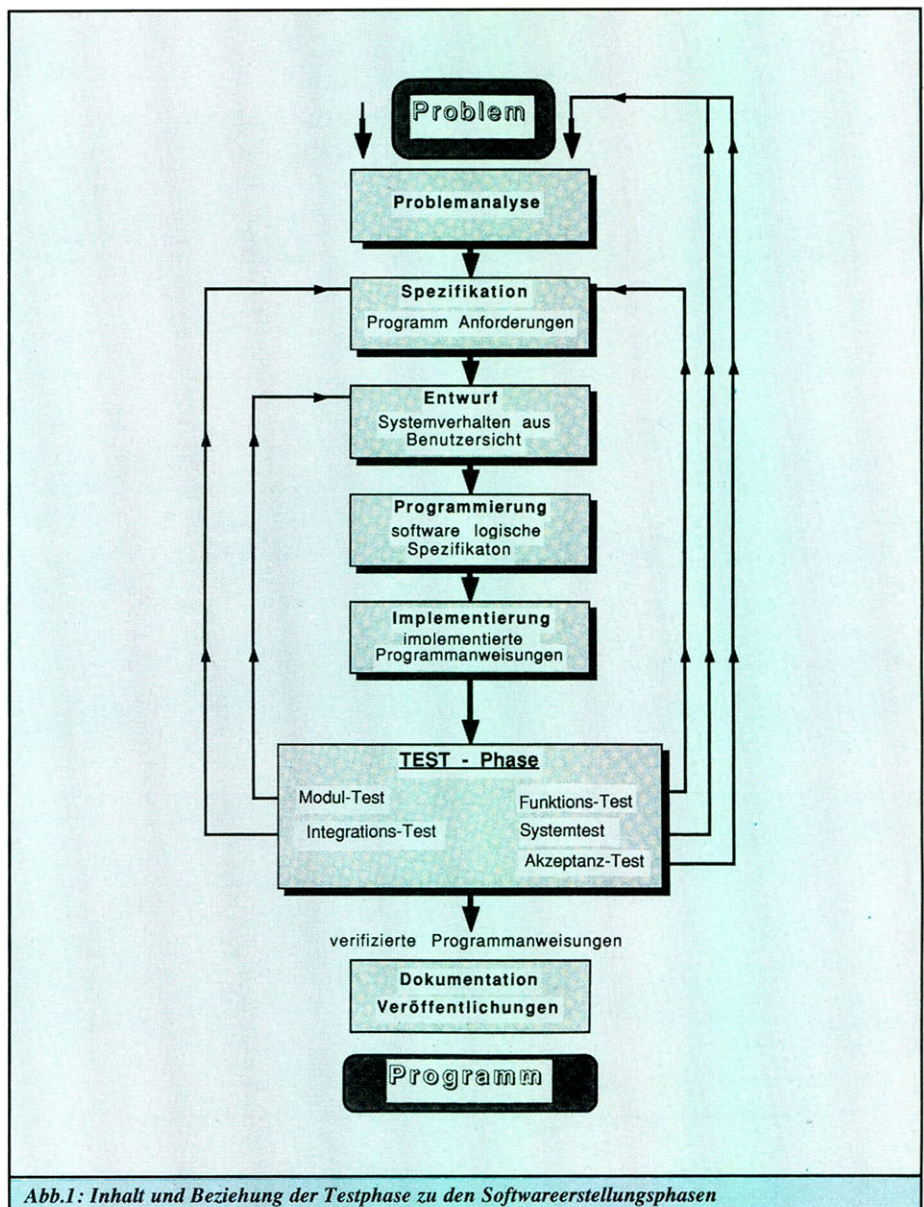 Problem
Problemanalyse
Spezifikation
Programm Anforderungen
Entwurf
Systemverhalten aus
Benutzersicht
Programmierung
software logische
Spezifikaton
Implementierung
implementierte
Programmanweisungen
TEST - Phase
Modul-Test
Funktions-Test
Integrations-Test
Systemtest
Akzeptanz-Test
verifizierte Programmanweisungen
Dokumentation
Veröffentlichungen
Programm
Abb.1: Inhalt und Beziehung der Testphase zu den Softwareerstellungsphasen